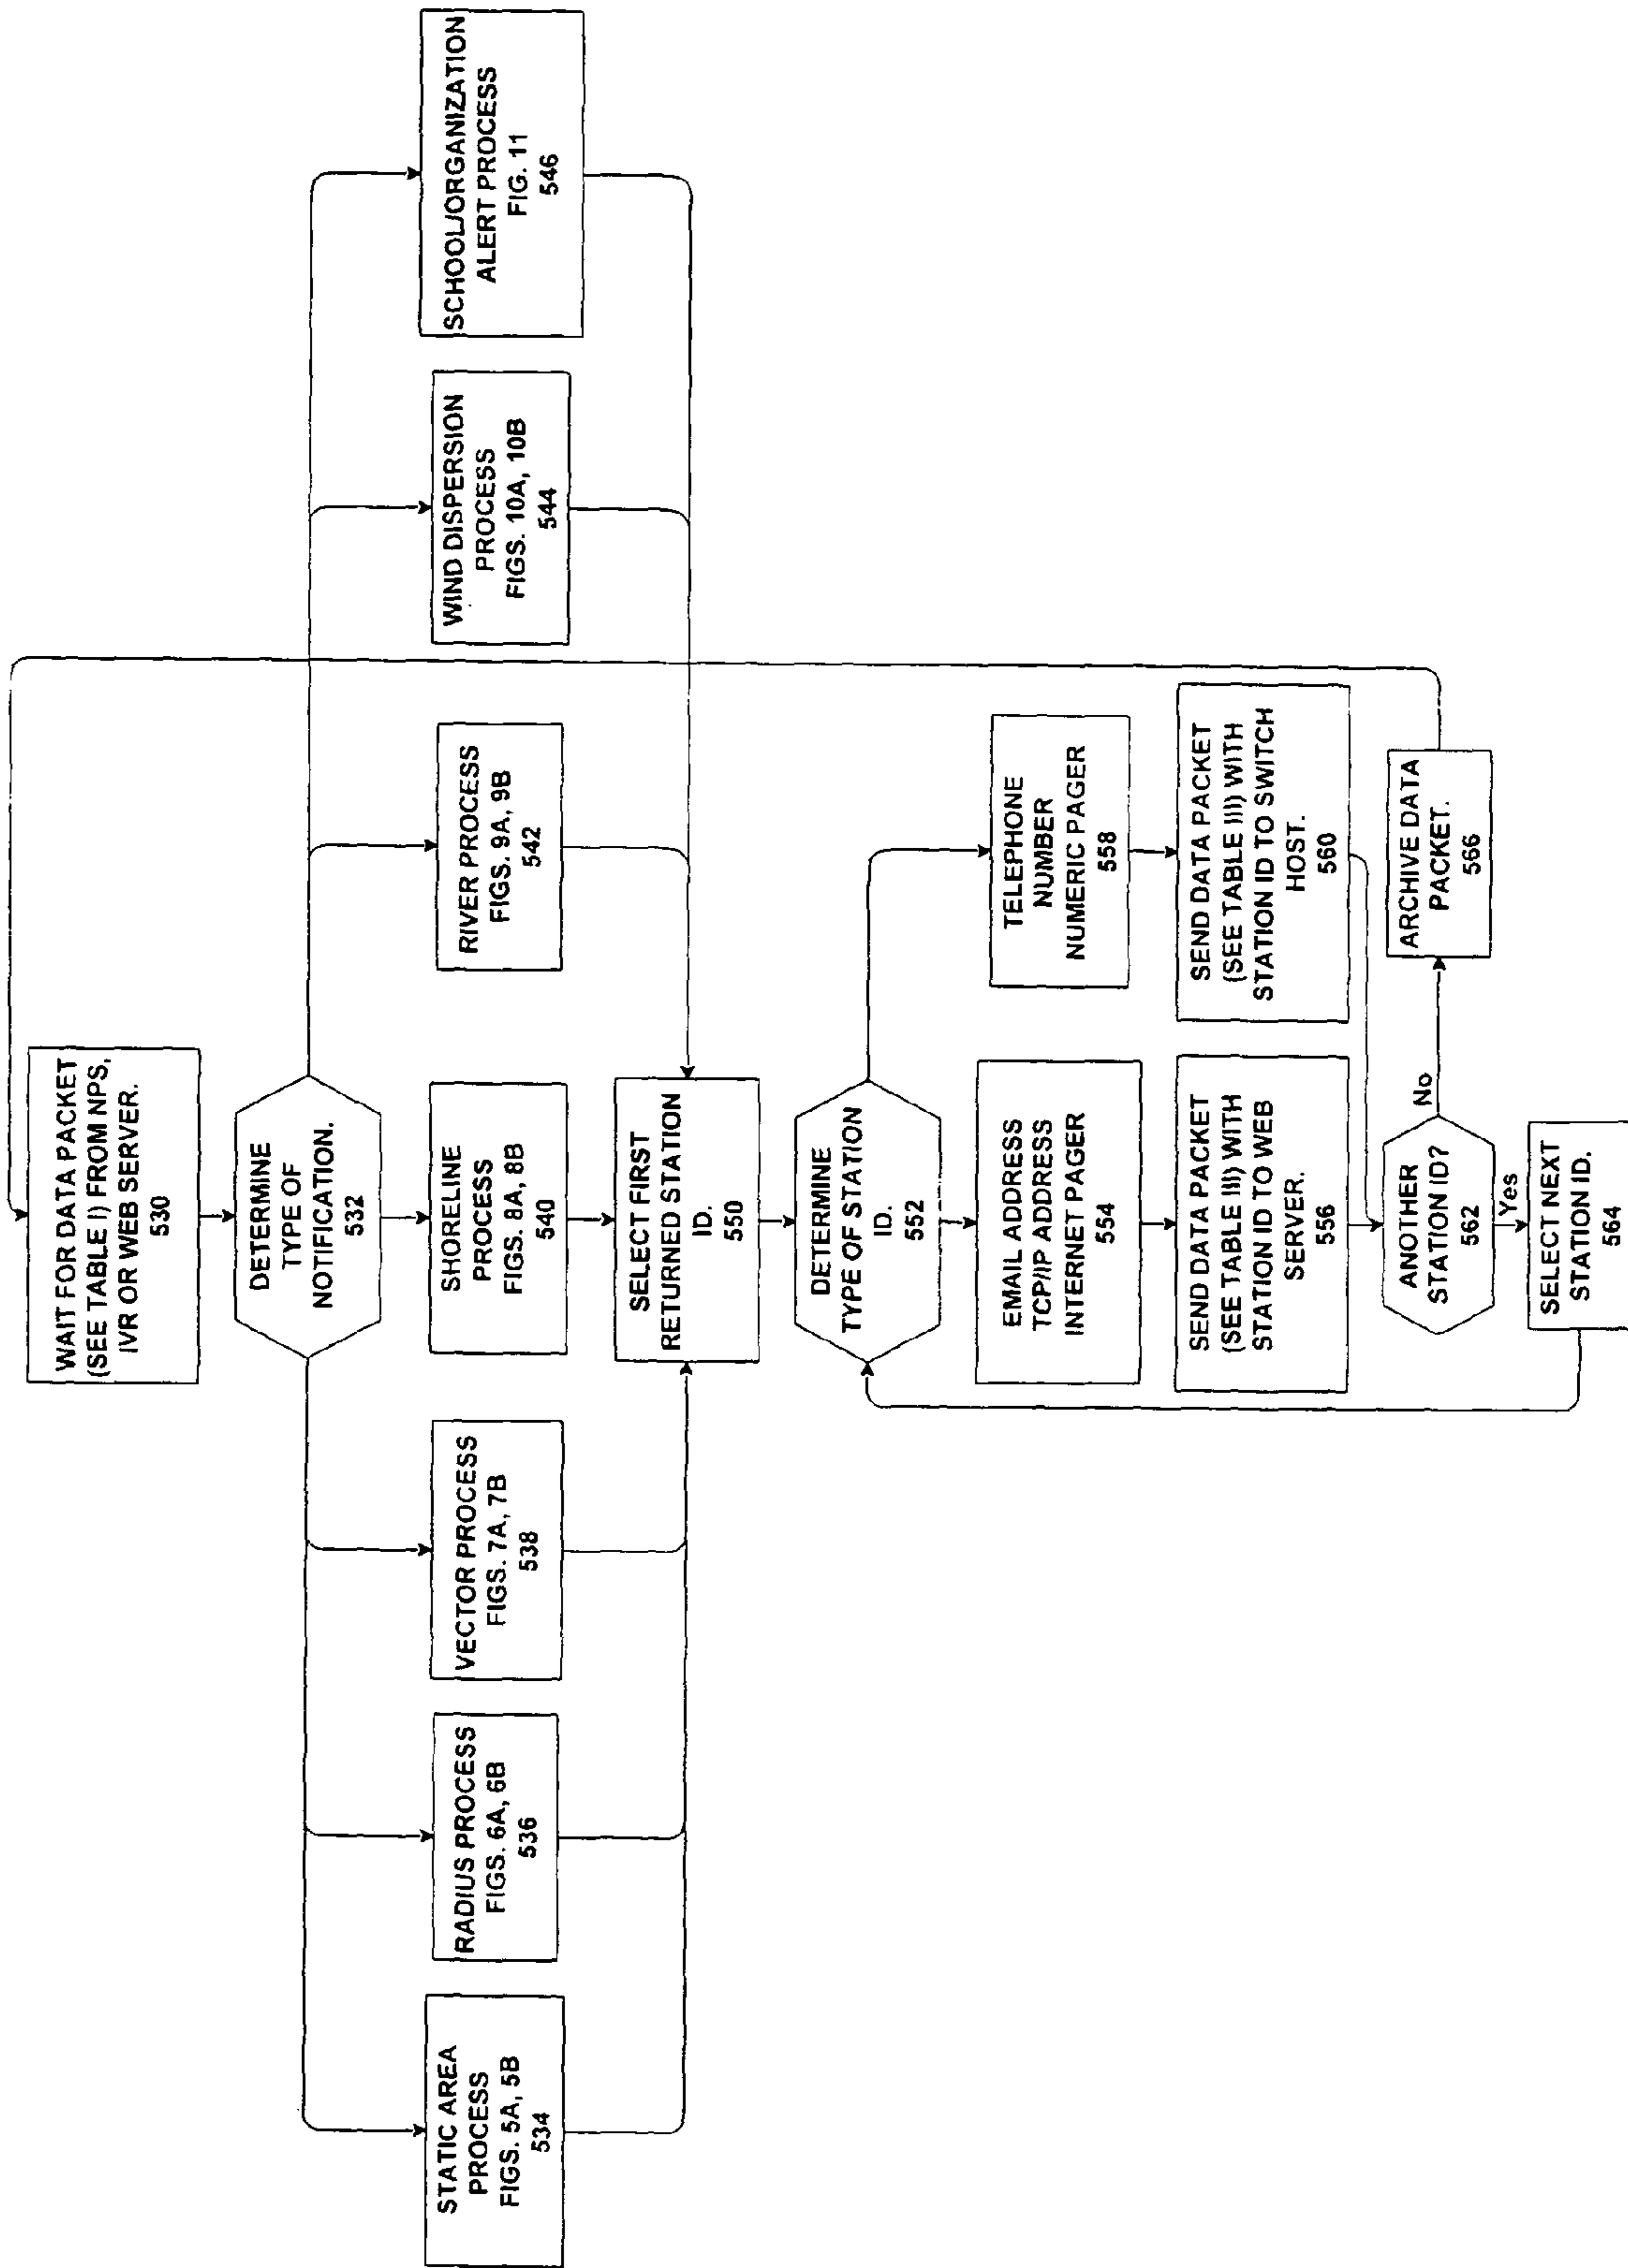 WAIT FOR DATA PACKET
(SEE TABLE I) FROM NPS,
IVR OR WEB SERVER.
530
DETERMINE
TYPE OF
NOTIFICATION.
532
STATIC AREA
PROCESS
FIGS. 5A, 5B
534
RADIUS PROCESS
FIGS. 6A, 6B
536
VECTOR PROCESS
FIGS. 7A, 7B
538
SHORELINE
PROCESS
FIGS. 8A, 8B
540
RIVER PROCESS
FIGS. 9A, 9B
542
WIND DISPERSION
PROCESS
FIGS. 10A, 10B
544
SCHOOL/ORGANIZATION
ALERT PROCESS
FIG. 11
546
SELECT FIRST
RETURNED STATION
ID.
550
DETERMINE
TYPE OF STATION
ID.
552
EMAIL ADDRESS
TCP/IP ADDRESS
INTERNET PAGER
554
TELEPHONE
NUMBER
NUMERIC PAGER
558
SEND DATA PACKET
(SEE TABLE III) WITH
STATION ID TO WEB
SERVER.
556
SEND DATA PACKET
(SEE TABLE III) WITH
STATION ID TO SWITCH
HOST.
560
ANOTHER
STATION ID?
562
No
ARCHIVE DATA
PACKET.
566
Yes
SELECT NEXT
STATION ID.
564